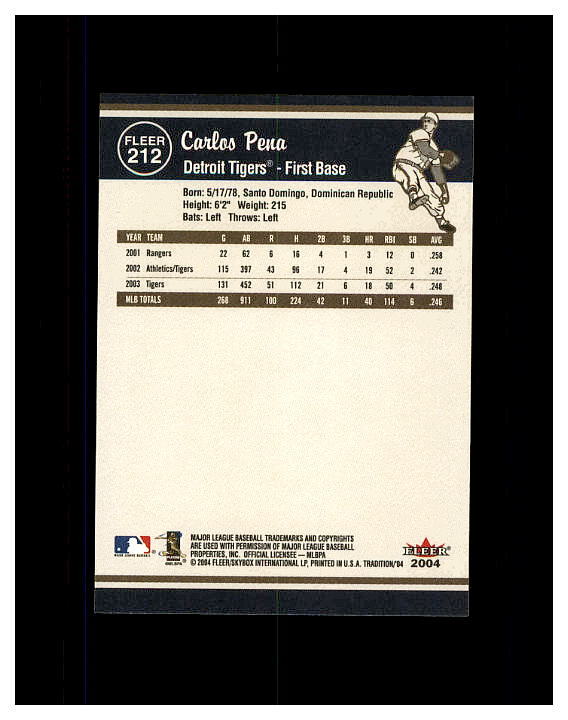 FLEER
212
Carlos Pena
Detroit Tigers® - First Base
Born: 5/17/78, Santo Domingo, Dominican Republic
Height: 6'2" Weight: 215
Bats: Left Throws: Left
YEAR TEAM G AB R H 2B 3B HR RBI SB AVG
2001 Rangers 22 62 6 16 4 1 3 12 0 .258
2002 Athletics/Tigers 115 397 43 96 17 4 19 52 2 .242
2003 Tigers 131 452 51 112 21 6 18 50 4 .248
MLB TOTALS 268 911 100 224 42 11 40 114 6 .246
MAJOR LEAGUE BASEBALL TRADEMARKS AND COPYRIGHTS
ARE USED WITH PERMISSION OF MAJOR LEAGUE BASEBALL
PROPERTIES, INC. OFFICIAL LICENSEE — MLBPA
© 2004 FLEER/SKYBOX INTERNATIONAL LP, PRINTED IN U.S.A. TRADITION/'04
MAJOR LEAGUE BASEBALL ®
©MLBPA ®
FLEER®
2004